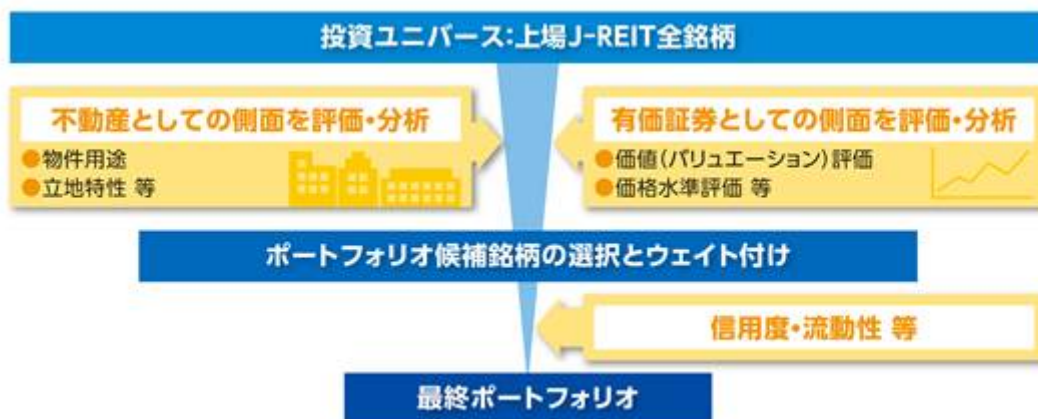 投資ユニバース:上場J-REIT全銘柄
不動産としての側面を評価・分析
●物件用途
●立地特性 等
有価証券としての側面を評価・分析
●価値(バリュエーション)評価
●価格水準評価 等
ポートフォリオ候補銘柄の選択とウェイト付け
信用度・流動性 等
最終ポートフォリオ